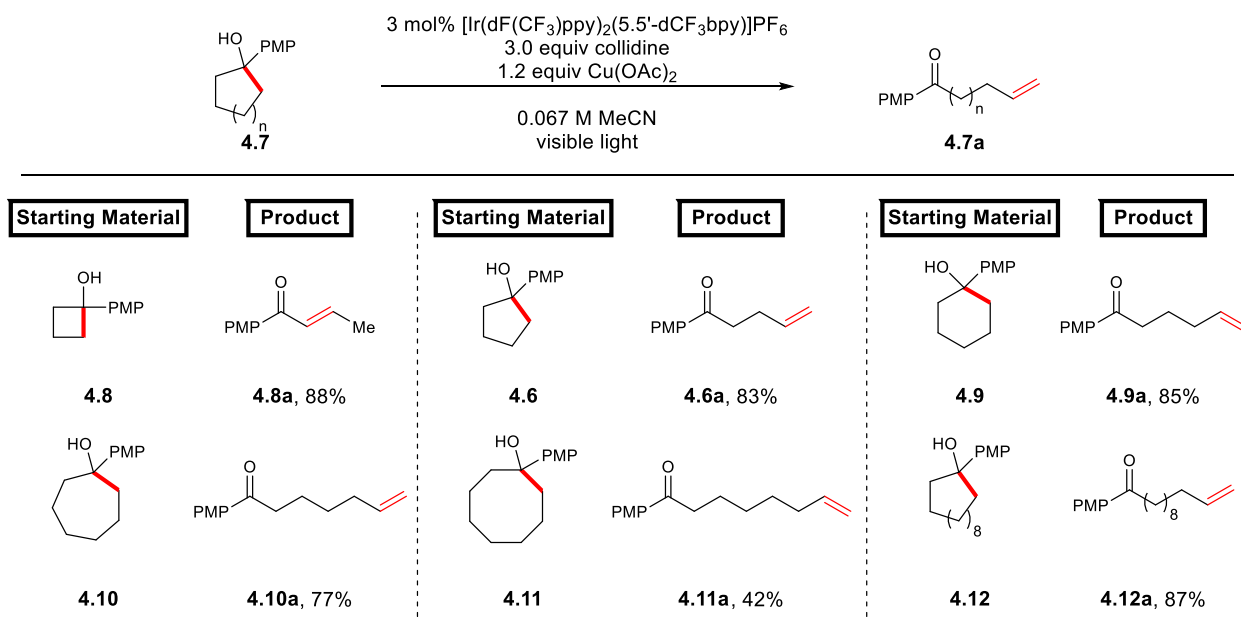 HO
PMP
n
4.7
3 mol% [Ir(dF(CF3)ppy)2(5.5'-dCF3bpy)]PF6
3.0 equiv collidine
1.2 equiv Cu(OAc)2
0.067 M MeCN
visible light
O
PMP
n
4.7a
Starting Material
Product
Starting Material
Product
Starting Material
Product
OH
PMP
4.8
O
PMP
Me
4.8a, 88%
HO
PMP
4.6
O
PMP
4.6a, 83%
HO
PMP
4.9
O
PMP
4.9a, 85%
HO
PMP
4.10
O
PMP
4.10a, 77%
HO
PMP
4.11
O
PMP
4.11a, 42%
HO
PMP
8
4.12
O
PMP
8
4.12a, 87%